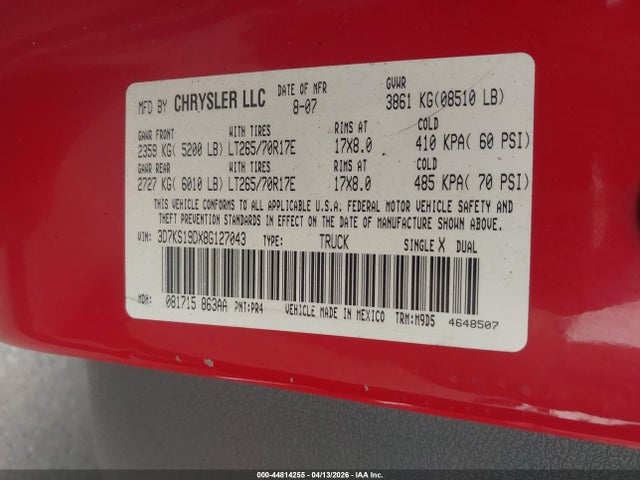 MFD BY CHRYSLER LLC DATE OF MFR 8-07 GVWR 3861 KG(08510 LB)
GAWR FRONT WITH TIRES RIMS AT COLD
2359 KG( 5200 LB) LT265/70R17E 17X8.0 410 KPA( 60 PSI)
GAWR REAR WITH TIRES RIMS AT COLD
2727 KG( 6010 LB) LT265/70R17E 17X8.0 485 KPA( 70 PSI)
THIS VEHICLE CONFORMS TO ALL APPLICABLE U.S.A. FEDERAL MOTOR VEHICLE SAFETY AND
THEFT PREVENTION STANDARDS IN EFFECT ON THE DATE OF MANUFACTURE SHOWN ABOVE.
VIN: 3D7KS19DX8G127043 TYPE: TRUCK SINGLE X DUAL
MDH: 081715 863AA PNT:PR4 VEHICLE MADE IN MEXICO TRM:M9D5 4648507
000-44814255 - 04/13/2026 - IAA Inc.